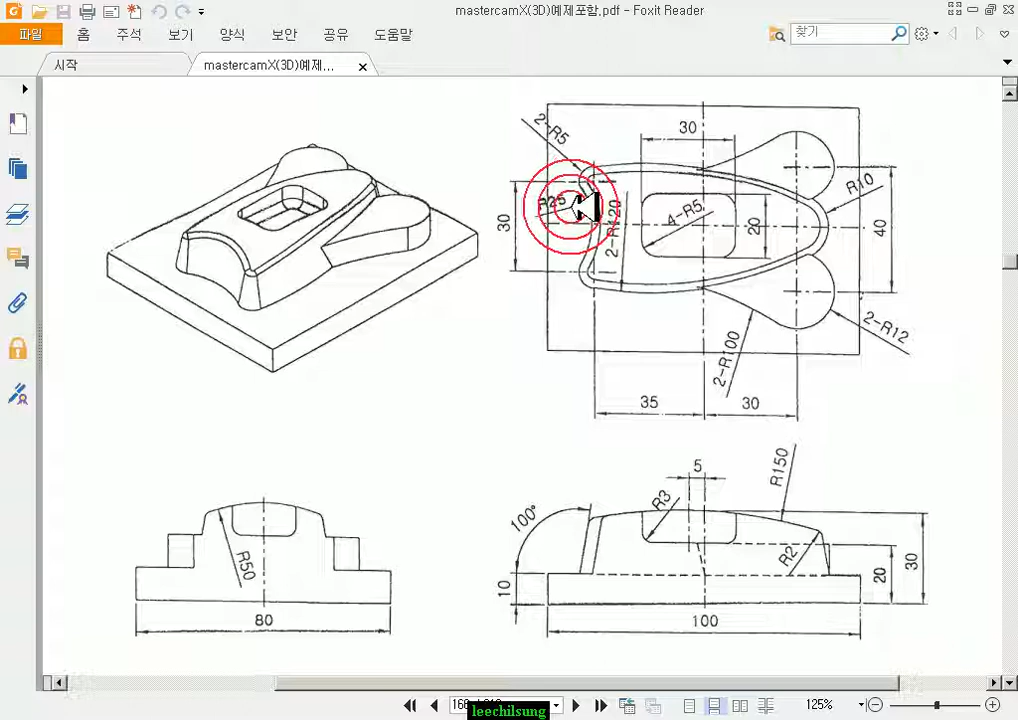 mastercamX(3D)예제포함.pdf - Foxit Reader
파일 홈 주석 보기 양식 보안 공유 도움말
찾기
시작
mastercamX(3D)예제...
2-R5
30
R25
30
2-R120
4-R5
20
R10
40
2-R12
2-R100
35
30
R50
80
5
R150
100°
R3
R2
10
20
30
100
125%
leechilsung